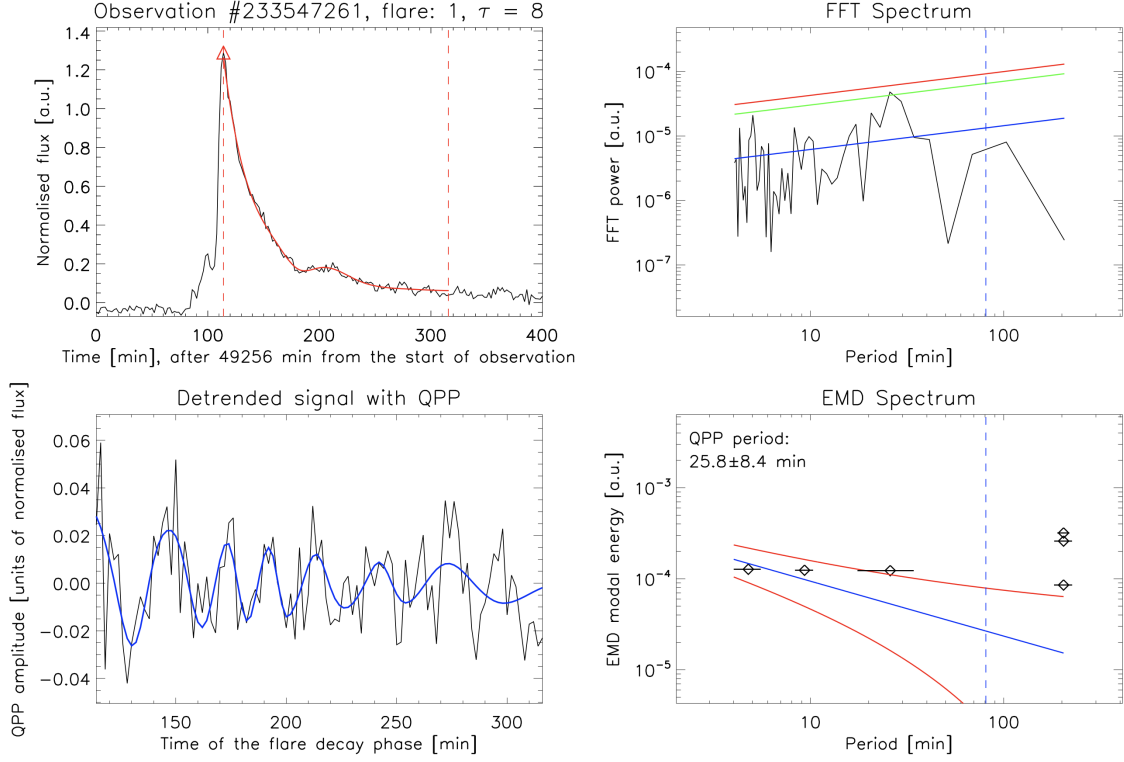 Observation #233547261, flare: 1, τ = 8
Normalised flux [a.u.]
1.4
1.2
1.0
0.8
0.6
0.4
0.2
0.0
0 100 200 300 400
Time [min], after 49256 min from the start of observation
FFT Spectrum
FFT power [a.u.]
10⁻⁴
10⁻⁵
10⁻⁶
10⁻⁷
10 100
Period [min]
Detrended signal with QPP
QPP amplitude [units of normalised flux]
0.06
0.04
0.02
0.00
−0.02
−0.04
150 200 250 300
Time of the flare decay phase [min]
EMD Spectrum
QPP period:
25.8±8.4 min
EMD modal energy [a.u.]
10⁻³
10⁻⁴
10⁻⁵
10 100
Period [min]